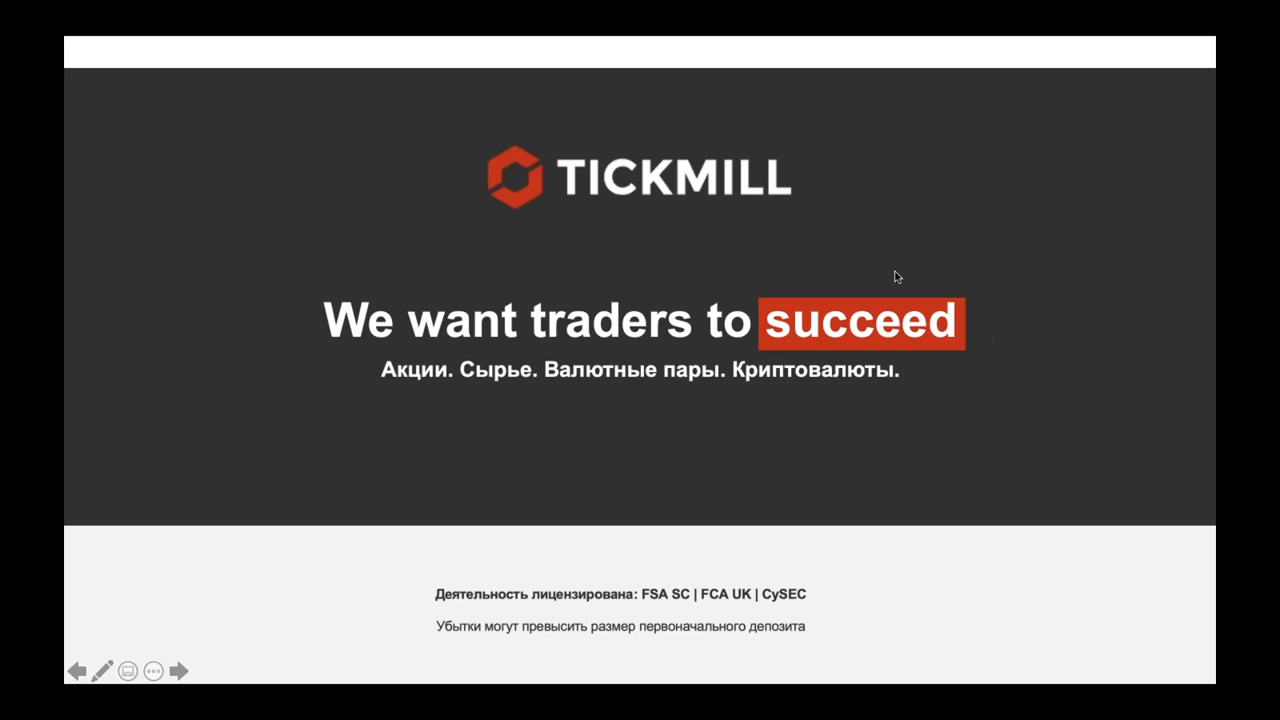 TICKMILL
We want traders to succeed
Акции. Сырье. Валютные пары. Криптовалюты.
Деятельность лицензирована: FSA SC | FCA UK | CySEC
Убытки могут превысить размер первоначального депозита